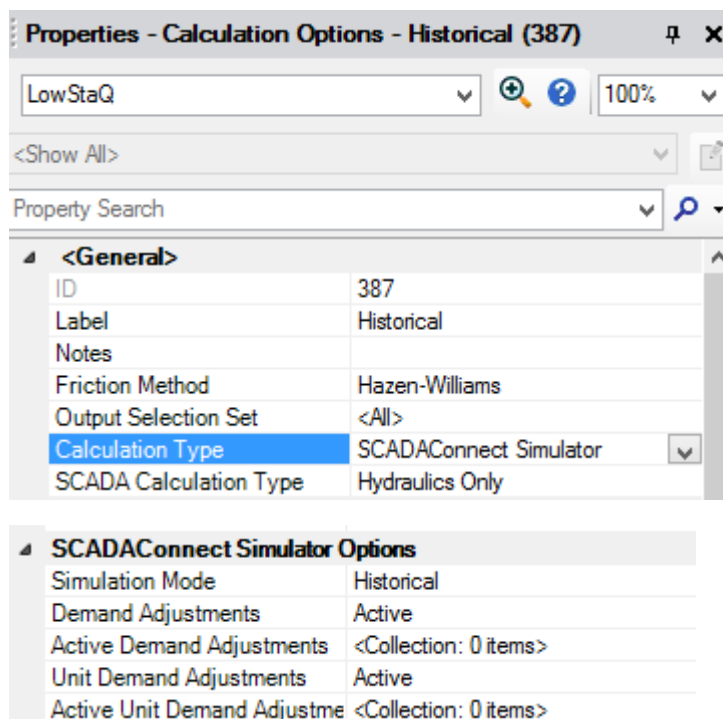 Properties - Calculation Options - Historical (387)
LowStaQ 100%
<Show All>
Property Search
<General>
ID 387
Label Historical
Notes
Friction Method Hazen-Williams
Output Selection Set <All>
Calculation Type SCADAConnect Simulator
SCADA Calculation Type Hydraulics Only
SCADAConnect Simulator Options
Simulation Mode Historical
Demand Adjustments Active
Active Demand Adjustments <Collection: 0 items>
Unit Demand Adjustments Active
Active Unit Demand Adjustme <Collection: 0 items>